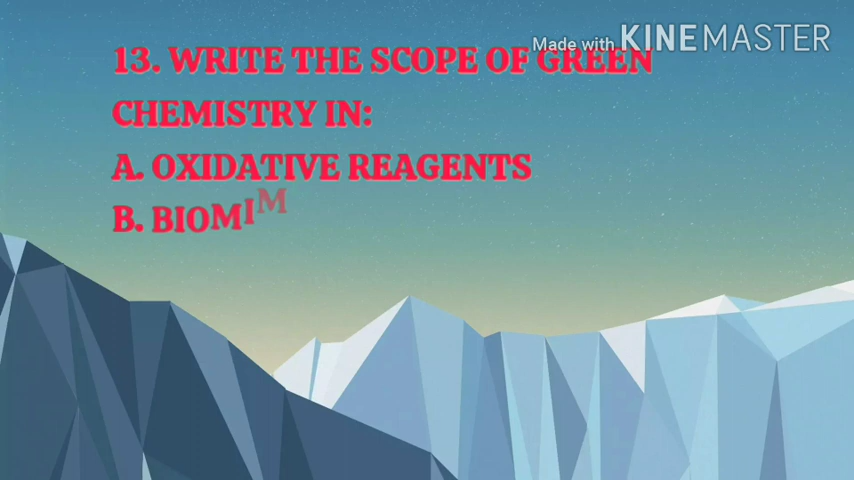 Made with KINEMASTER
13. WRITE THE SCOPE OF GREEN
CHEMISTRY IN:
A. OXIDATIVE REAGENTS
B. BIOMIM